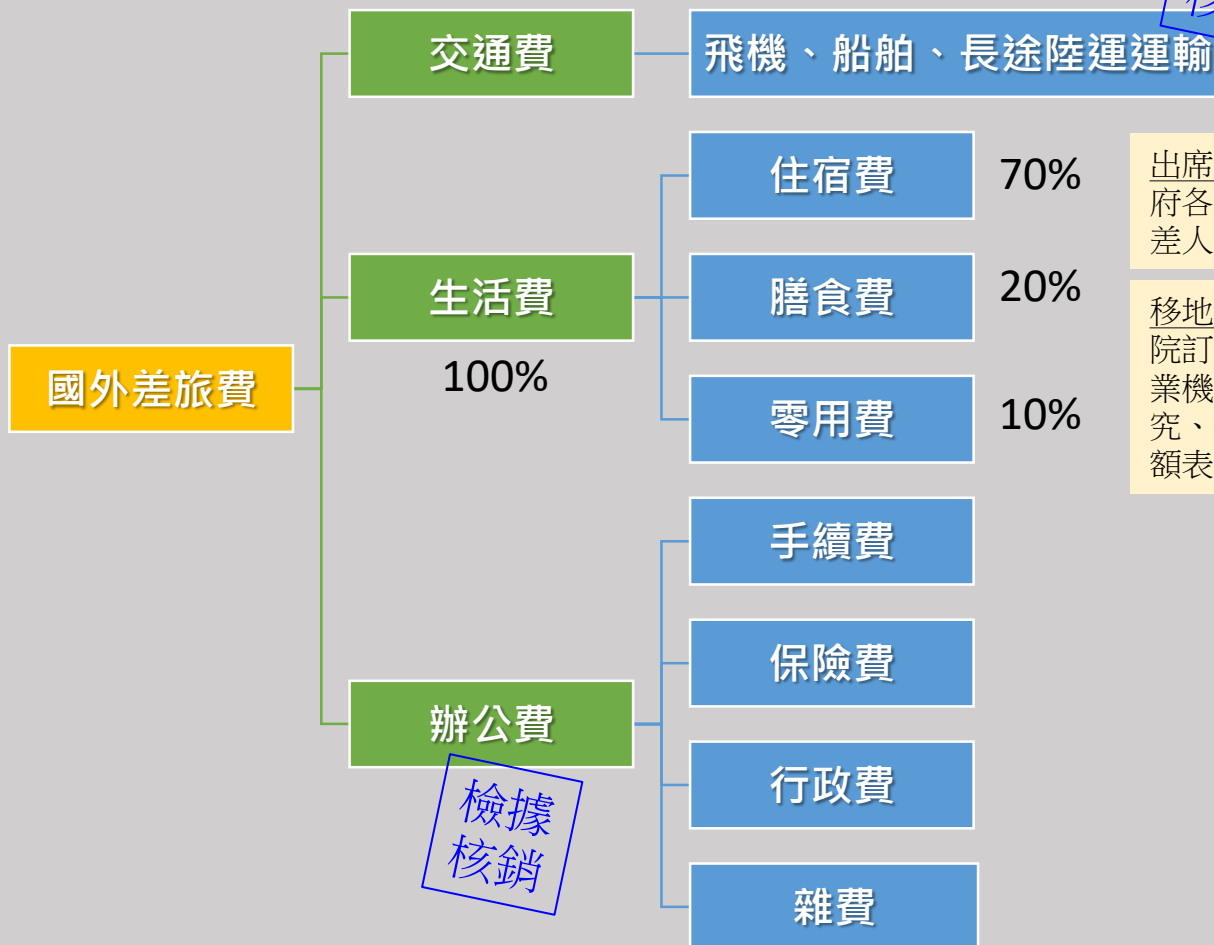 交通費
飛機、船舶、長途陸運運輸
國外差旅費
生活費
100%
住宿費
70%
膳食費
20%
零用費
10%
出席
府各
差人
移地
院訂
業機
究、
額表
辦公費
檢據
核銷
手續費
保險費
行政費
雜費